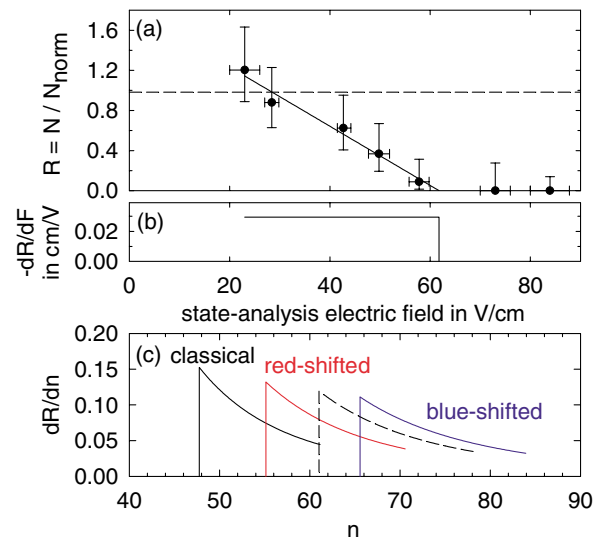 (a)
R = N / Nnorm
1.6
1.2
0.8
0.4
0.0
(b)
-dR/dF
in cm/V
0.02
0.00
0 20 40 60 80
state-analysis electric field in V/cm
(c) classical
red-shifted
blue-shifted
dR/dn
0.20
0.15
0.10
0.05
0.00
40 50 60 70 80 90
n